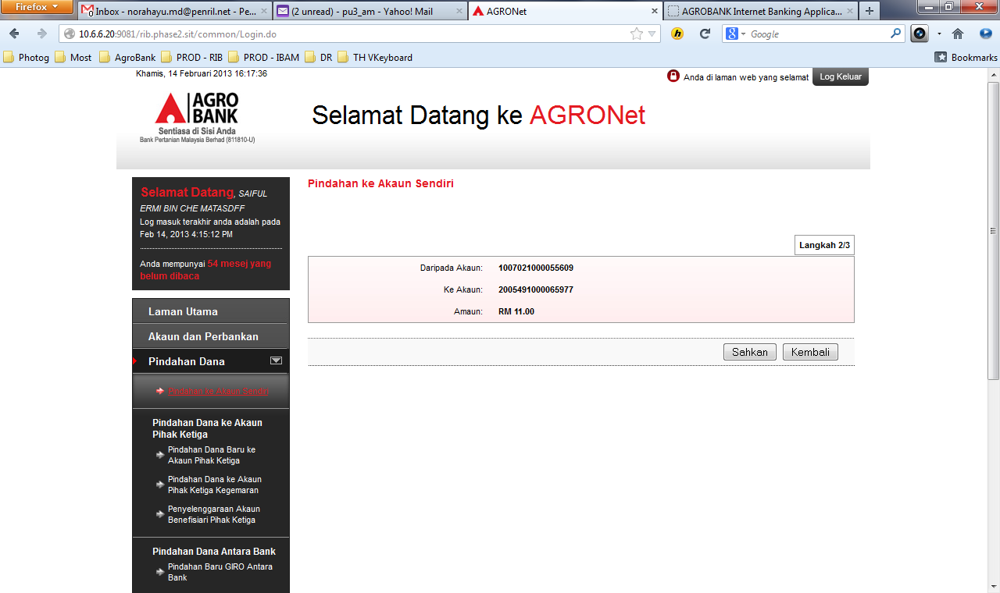 Firefox
Inbox - norahayu.md@penril.net - Pe...
(2 unread) - pu3_am - Yahoo! Mail
AGRONet
AGROBANK Internet Banking Applica...
10.6.6.20:9081/rib.phase2.sit/common/Login.do
Google
Photog
Most
AgroBank
PROD - RIB
PROD - IBAM
DR
TH VKeyboard
Bookmarks
Khamis, 14 Februari 2013 16:17:36
Anda di laman web yang selamat
Log Keluar
AGRO
BANK
Sentiasa di Sisi Anda
Bank Pertanian Malaysia Berhad (811810-U)
Selamat Datang ke AGRONet
Selamat Datang, SAIFUL
ERMI BIN CHE MATASDFF
Log masuk terakhir anda adalah pada
Feb 14, 2013 4:15:12 PM
Anda mempunyai 54 mesej yang
belum dibaca
Pindahan ke Akaun Sendiri
Langkah 2/3
Daripada Akaun: 1007021000055609
Ke Akaun: 2005491000065977
Amaun: RM 11.00
Sahkan
Kembali
Laman Utama
Akaun dan Perbankan
Pindahan Dana
Pindahan ke Akaun Sendiri
Pindahan Dana ke Akaun
Pihak Ketiga
Pindahan Dana Baru ke
Akaun Pihak Ketiga
Pindahan Dana ke Akaun
Pihak Ketiga Kegemaran
Penyelenggaraan Akaun
Benefisiari Pihak Ketiga
Pindahan Dana Antara Bank
Pindahan Baru GIRO Antara
Bank